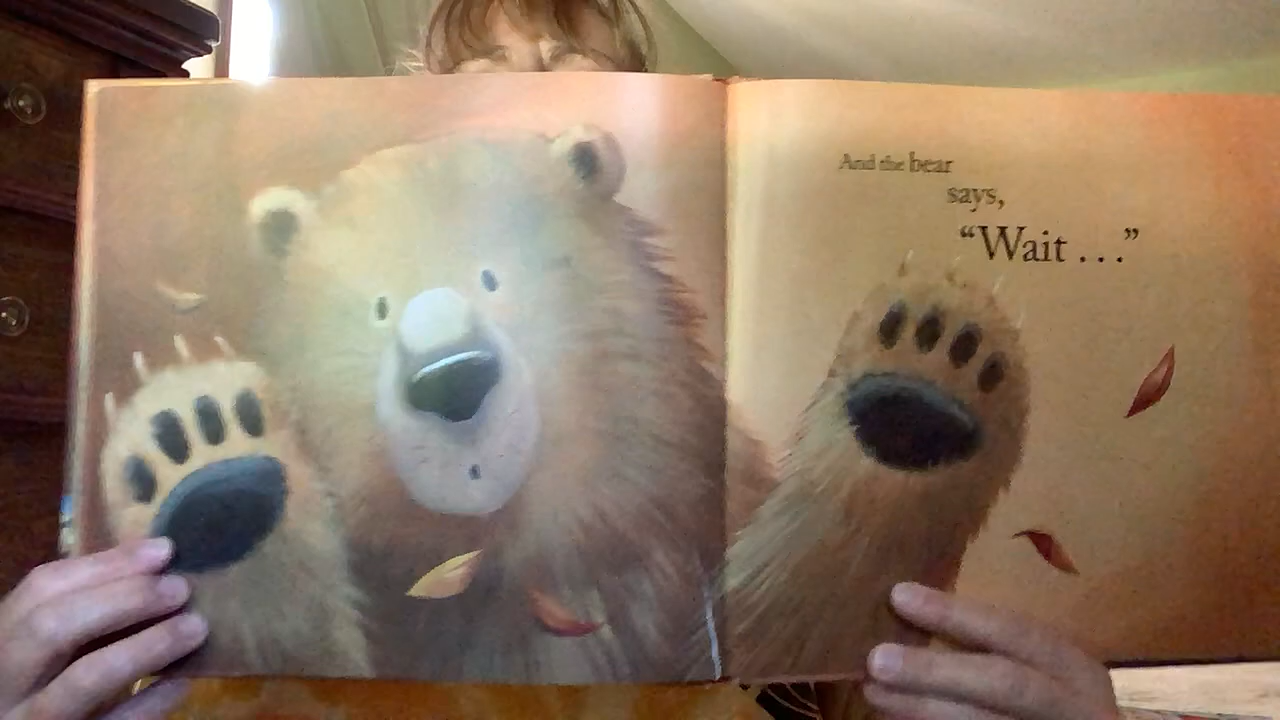 And the bear
says,
“Wait . . .”